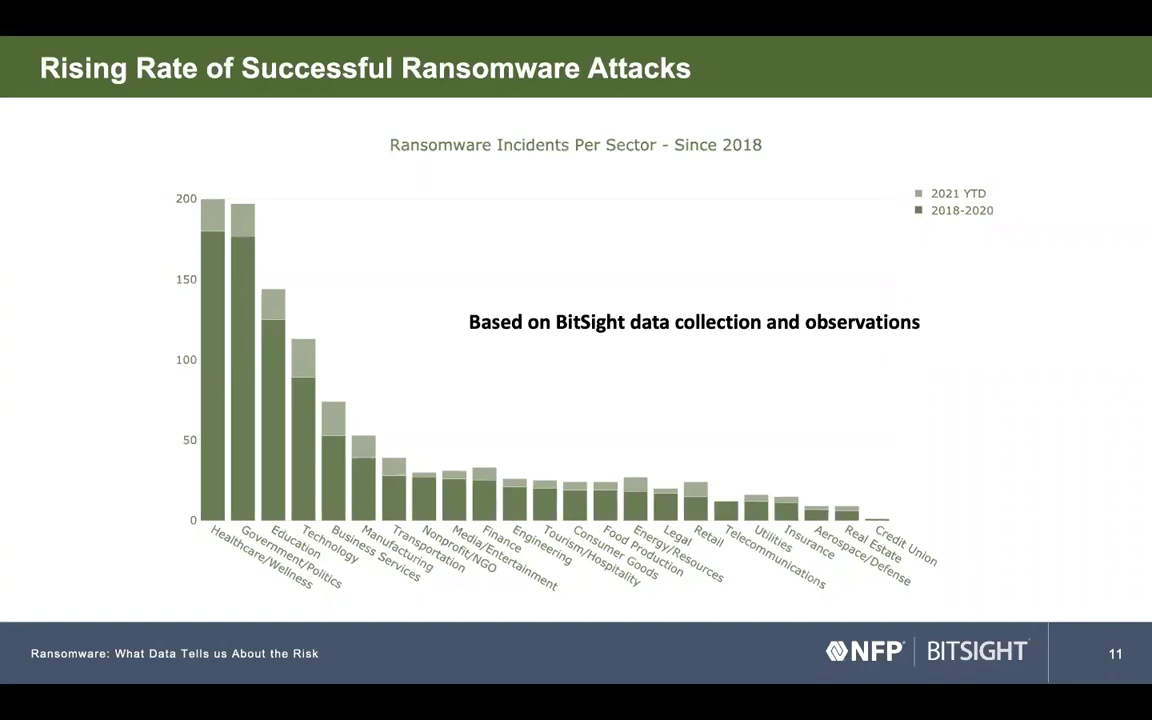 Rising Rate of Successful Ransomware Attacks
Ransomware Incidents Per Sector - Since 2018
2021 YTD
2018-2020
200
150
100
50
0
Based on BitSight data collection and observations
Healthcare/Wellness
Government/Politics
Education
Technology
Business Services
Manufacturing
Transportation
Nonprofit/NGO
Media/Entertainment
Finance
Engineering
Tourism/Hospitality
Consumer Goods
Food Production
Energy/Resources
Legal
Retail
Telecommunications
Utilities
Insurance
Aerospace/Defense
Real Estate
Credit Union
Ransomware: What Data Tells us About the Risk
NFP
BITSIGHT
11